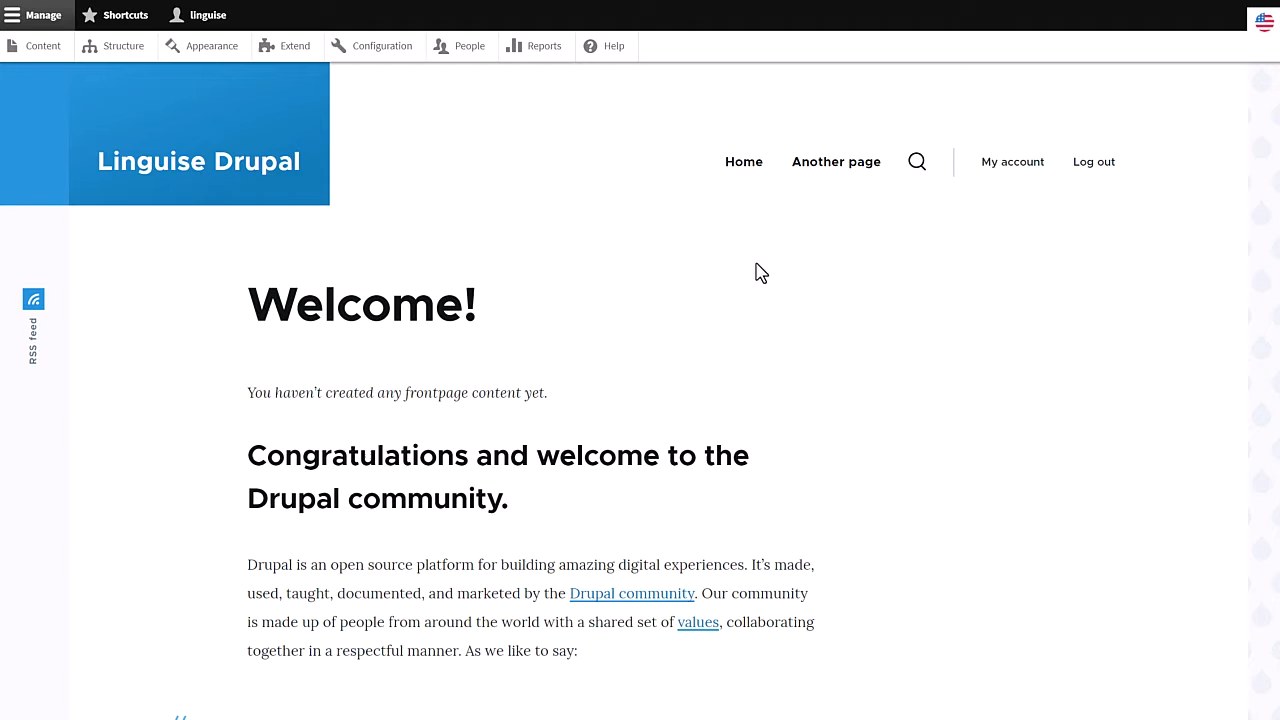 Manage Shortcuts linguise
Content Structure Appearance Extend Configuration People Reports Help
Linguise Drupal
Home Another page My account Log out
RSS feed
Welcome!
You haven’t created any frontpage content yet.
Congratulations and welcome to the
Drupal community.
Drupal is an open source platform for building amazing digital experiences. It’s made,
used, taught, documented, and marketed by the Drupal community. Our community
is made up of people from around the world with a shared set of values, collaborating
together in a respectful manner. As we like to say: